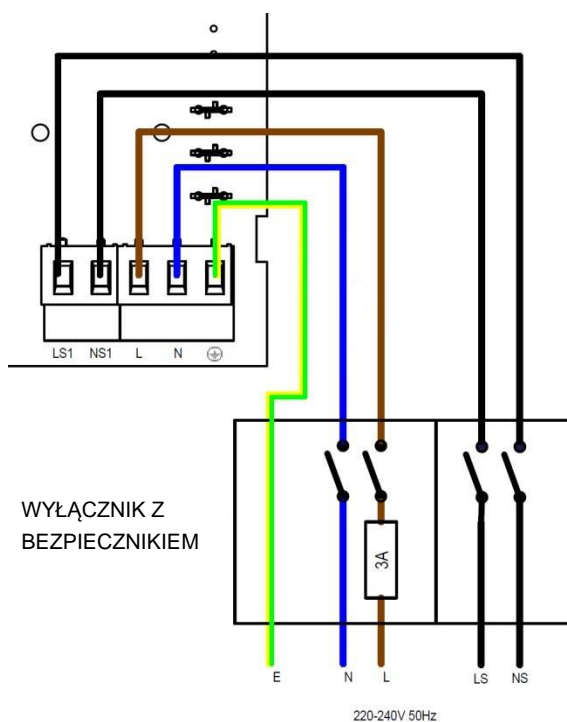 LS1 NS1 L N
WYŁĄCZNIK Z
BEZPIECZNIKIEM
3A
E N L LS NS
220-240V 50Hz